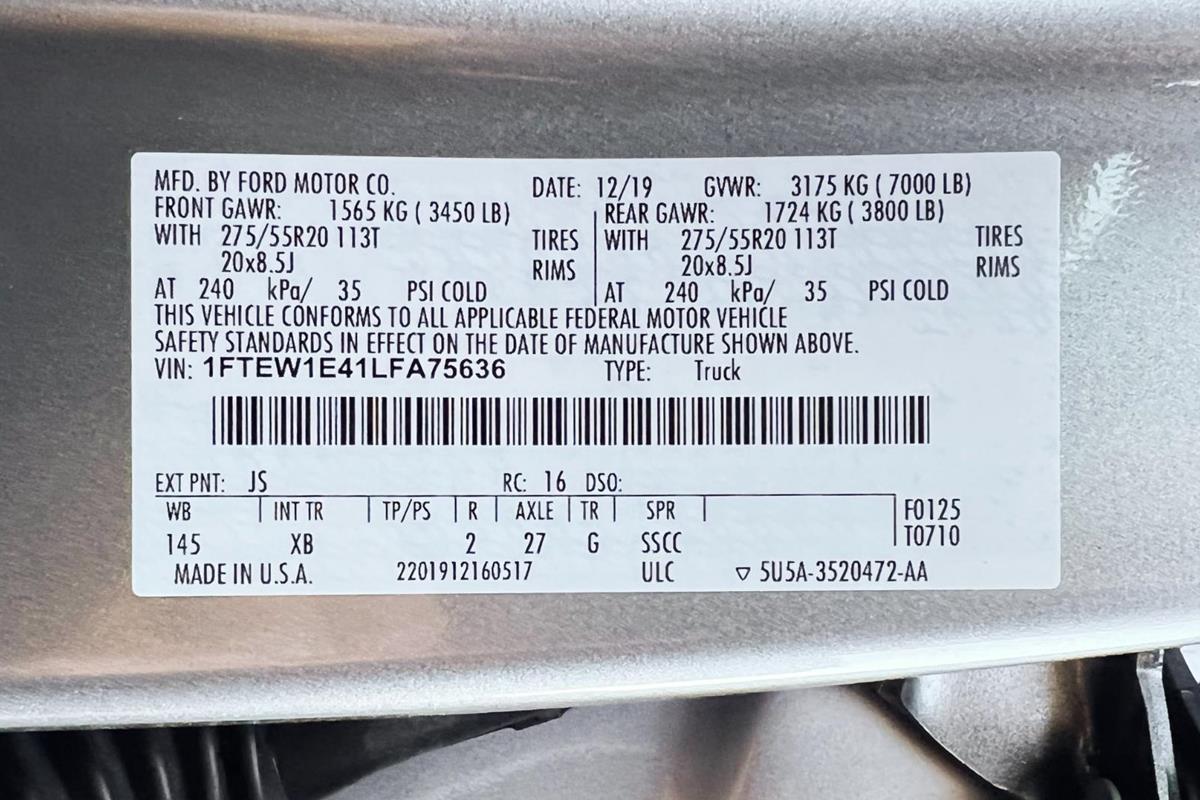 MFD. BY FORD MOTOR CO. DATE: 12/19 GVWR: 3175 KG ( 7000 LB)
FRONT GAWR: 1565 KG ( 3450 LB) REAR GAWR: 1724 KG ( 3800 LB)
WITH 275/55R20 113T TIRES WITH 275/55R20 113T TIRES
20x8.5J RIMS 20x8.5J RIMS
AT 240 kPa/ 35 PSI COLD AT 240 kPa/ 35 PSI COLD
THIS VEHICLE CONFORMS TO ALL APPLICABLE FEDERAL MOTOR VEHICLE
SAFETY STANDARDS IN EFFECT ON THE DATE OF MANUFACTURE SHOWN ABOVE.
VIN: 1FTEW1E41LFA75636 TYPE: Truck
EXT PNT: JS RC: 16 DSO:
WB INT TR TP/PS R AXLE TR SPR F0125
145 XB 2 27 G SSCC T0710
MADE IN U.S.A. 2201912160517 ULC ▽ 5U5A-3520472-AA